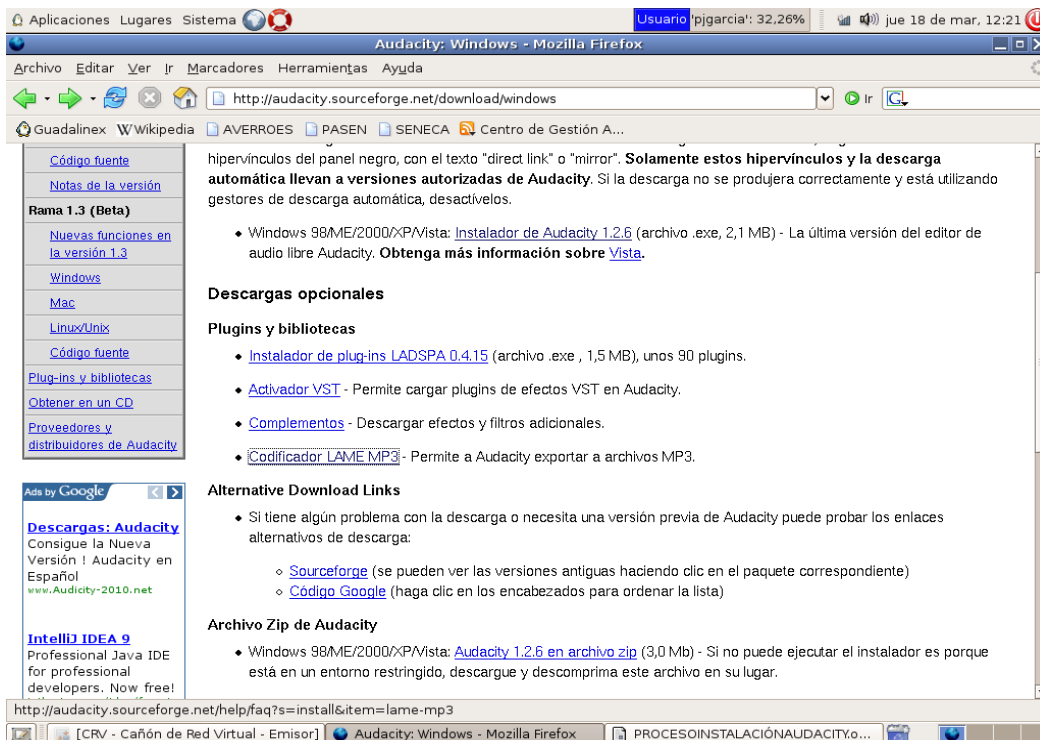 Aplicaciones Lugares Sistema
Usuario 'pjgarcia': 32,26%
jue 18 de mar, 12:21
Audacity: Windows - Mozilla Firefox
Archivo Editar Ver Ir Marcadores Herramientas Ayuda
http://audacity.sourceforge.net/download/windows
Ir
Guadalinex Wikipedia AVERROES PASEN SENECA Centro de Gestión A...
Código fuente
Notas de la versión
Rama 1.3 (Beta)
Nuevas funciones en
la versión 1.3
Windows
Mac
Linux/Unix
Código fuente
Plug-ins y bibliotecas
Obtener en un CD
Proveedores y
distribuidores de Audacity
Ads by Google
Descargas: Audacity
Consigue la Nueva
Versión ! Audacity en
Español
www.Audicity-2010.net
IntelliJ IDEA 9
Professional Java IDE
for professional
developers. Now free!
hipervínculos del panel negro, con el texto "direct link" o "mirror". Solamente estos hipervínculos y la descarga
automática llevan a versiones autorizadas de Audacity. Si la descarga no se produjera correctamente y está utilizando
gestores de descarga automática, desactívelos.
• Windows 98/ME/2000/XP/Vista: Instalador de Audacity 1.2.6 (archivo .exe, 2,1 MB) - La última versión del editor de
audio libre Audacity. Obtenga más información sobre Vista.
Descargas opcionales
Plugins y bibliotecas
• Instalador de plug-ins LADSPA 0.4.15 (archivo .exe , 1,5 MB), unos 90 plugins.
• Activador VST - Permite cargar plugins de efectos VST en Audacity.
• Complementos - Descargar efectos y filtros adicionales.
• Codificador LAME MP3 - Permite a Audacity exportar a archivos MP3.
Alternative Download Links
• Si tiene algún problema con la descarga o necesita una versión previa de Audacity puede probar los enlaces
alternativos de descarga:
◦ Sourceforge (se pueden ver las versiones antiguas haciendo clic en el paquete correspondiente)
◦ Código Google (haga clic en los encabezados para ordenar la lista)
Archivo Zip de Audacity
• Windows 98/ME/2000/XP/Vista: Audacity 1.2.6 en archivo zip (3,0 Mb) - Si no puede ejecutar el instalador es porque
está en un entorno restringido, descargue y descomprima este archivo en su lugar.
http://audacity.sourceforge.net/help/faq?s=install&item=lame-mp3
[CRV - Cañón de Red Virtual - Emisor]
Audacity: Windows - Mozilla Firefox
PROCESOINSTALACIÓNAUDACITY.o...